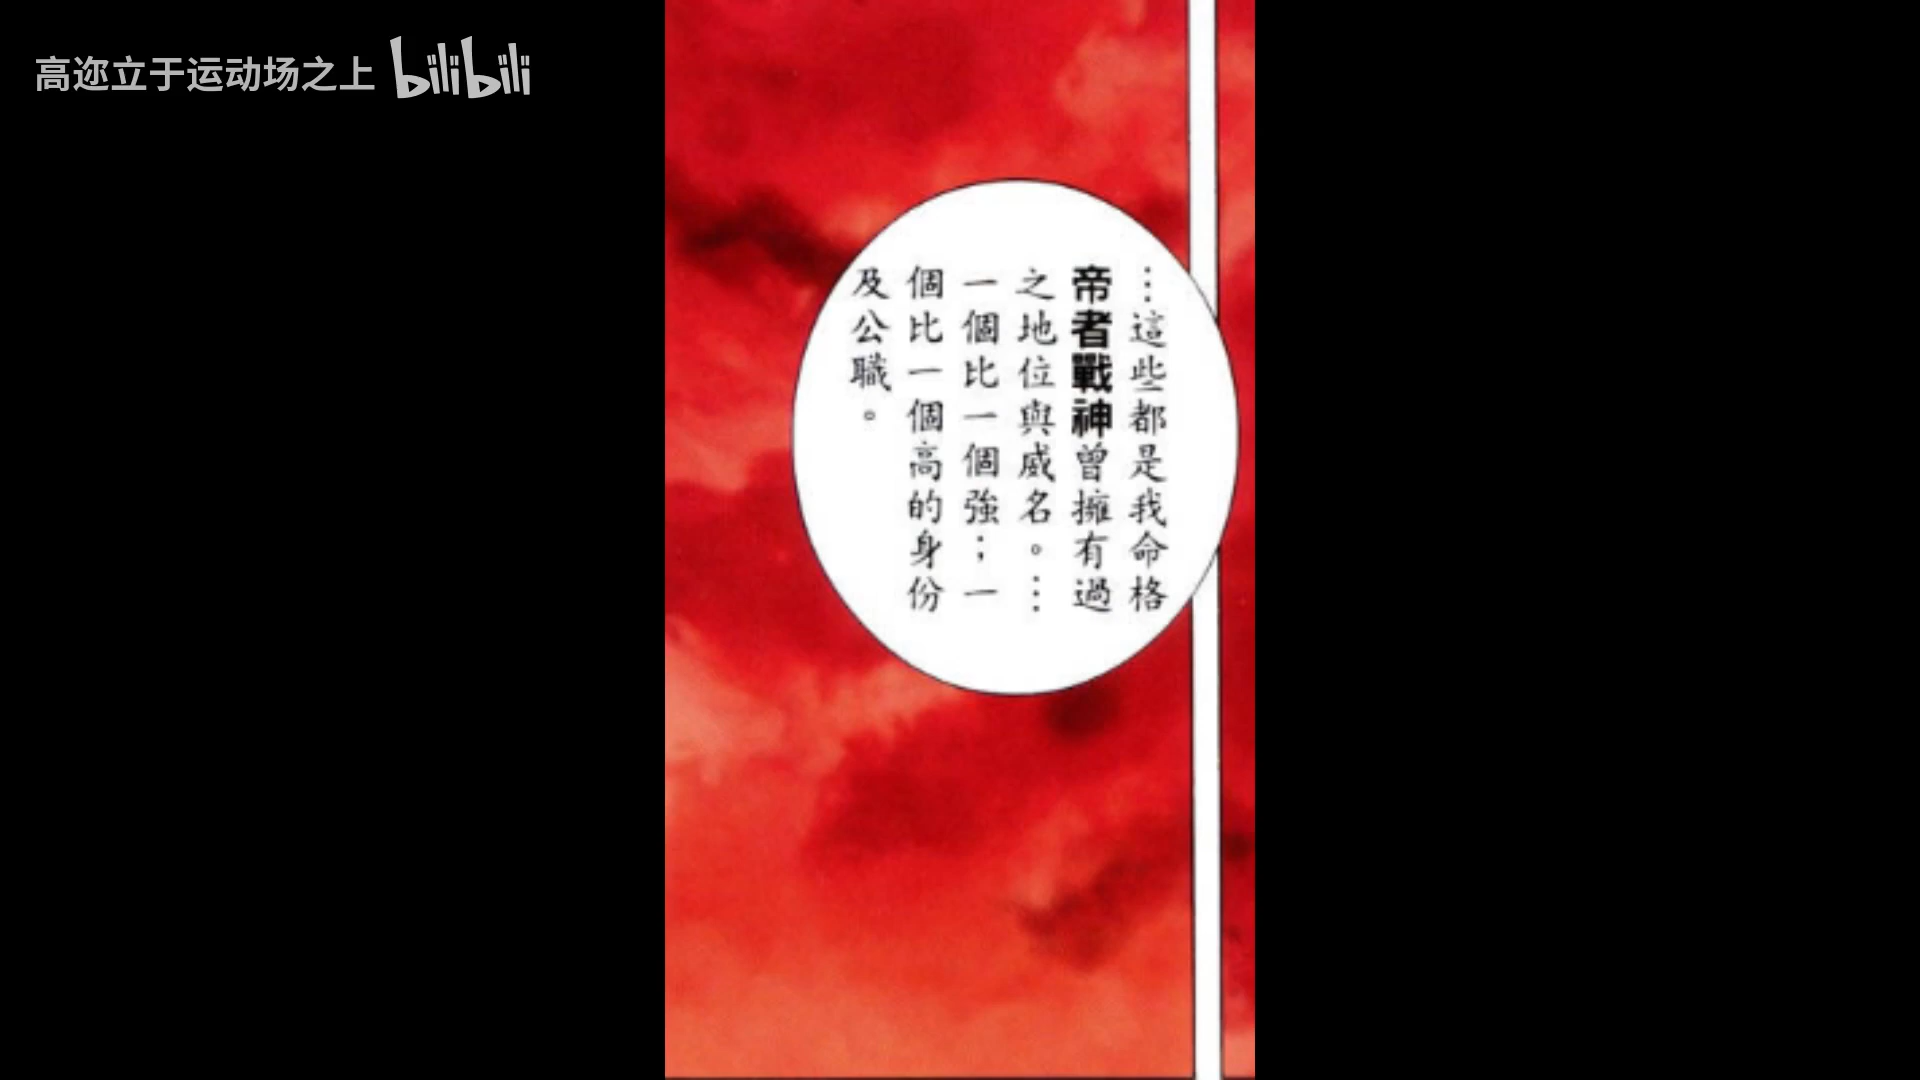 高迩立于运动场之上 bilibili
…這些都是我命格
帝者戰神曾擁有過
之地位與威名。…
一個比一個強；一
個比一個高的身份
及公職。